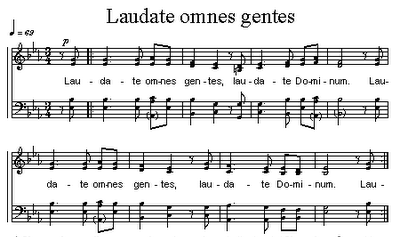 Laudate omnes gentes
♩ = 69
p
Lau- da - te om-nes gen - tes, lau- da - te Do-mi - num. Lau-
da - te om-nes gen - tes, lau - da - te Do-mi - num. Lau-